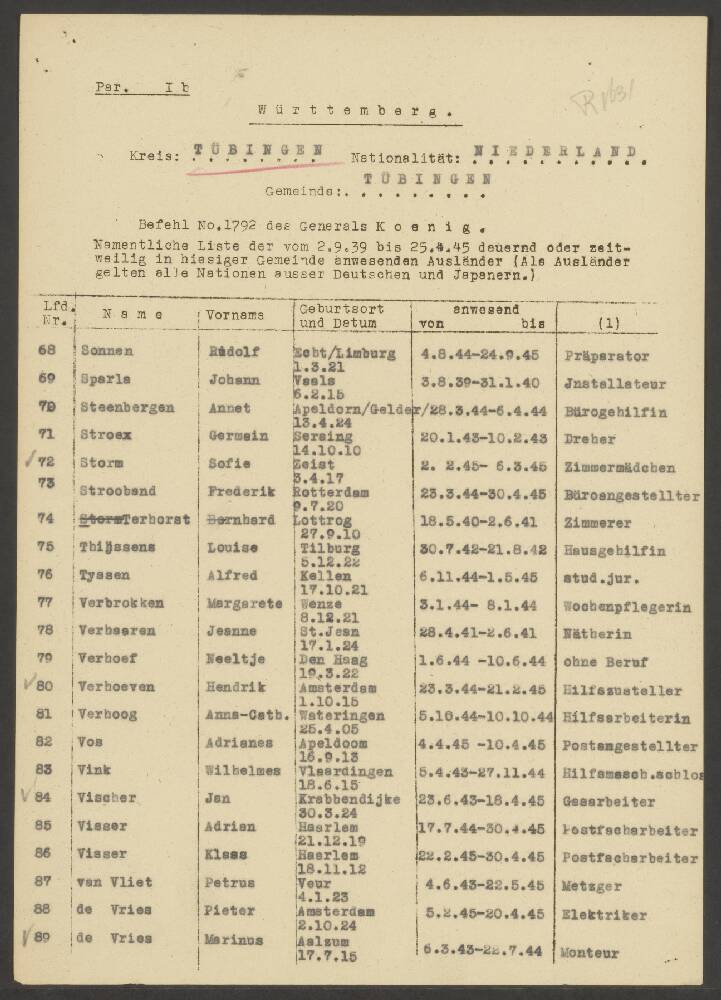 Par. I b
Württemberg.
Kreis: TÜBINGEN Nationalität: NIEDERLAND
Gemeinde: TÜBINGEN
Befehl No.1792 des Generals Koenig.
Namentliche Liste der vom 2.9.39 bis 25.4.45 dauernd oder zeit-
weilig in hiesiger Gemeinde anwesenden Ausländer (Als Ausländer
gelten alle Nationen ausser Deutschen und Japanern.)
Lfd. Nr. Name Vorname Geburtsort und Datum anwesend von bis (1)
68 Sonnen Rudolf Echt/Limburg 4.8.44-24.9.45 Präparator
1.3.21
69 Sparla Johann Vaals 3.8.39-31.1.40 Jnstallateur
6.2.15
70 Steenbergen Annet Apeldorn/Gelder/28.3.44-6.4.44 Bürogehilfin
13.4.24
71 Stroex Germain Seraing 20.1.43-10.2.43 Dreher
14.10.10
72 Storm Sofie Zeist 2. 2.45- 6.3.45 Zimmermädchen
3.4.17
73 Strooband Frederik Rotterdam 23.3.44-30.4.45 Büroangestellter
9.7.20
74 Storm Terhorst Bernhard Lottrog 18.5.40-2.6.41 Zimmerer
27.9.10
75 Thijssens Louise Tilburg 30.7.42-21.8.42 Hausgehilfin
5.12.22
76 Tyssen Alfred Kellen 6.11.44-1.5.45 stud.jur.
17.10.21
77 Verbrokken Margarete Wenze 3.1.44- 8.1.44 Wochenpflegerin
8.12.21
78 Verhaaren Jeanne St.Jean 28.4.41-2.6.41 Nätherin
17.1.24
79 Verhoef Neeltje Den Haag 1.6.44 -10.6.44 ohne Beruf
19.3.22
80 Verhoeven Hendrik Amsterdam 23.3.44-21.2.45 Hilfszusteller
1.10.15
81 Verhoog Anna-Cath. Wateringen 5.10.44-10.10.44 Hilfsarbeiterin
25.4.05
82 Vos Adrianes Apeldoom 4.4.45 -10.4.45 Postangestellter
16.9.13
83 Vink Wilhelmes Vlaardingen 5.4.43-27.11.44 Hilfsmasch.schlos
18.6.15
84 Vischer Jan Krabbendijke 23.6.43-18.4.45 Gasarbeiter
30.3.24
85 Visser Adrian Haarlem 17.7.44-30.4.45 Postfacharbeiter
21.12.19
86 Visser Klaas Haarlem 22.2.45-30.4.45 Postfacharbeiter
18.11.12
87 van Vliet Petrus Veur 4.6.43-22.5.45 Metzger
4.1.23
88 de Vries Pieter Amsterdam 5.2.45-20.4.45 Elektriker
2.10.24
89 de Vries Marinus Aalzum 6.3.43-22.7.44 Monteur
17.7.15